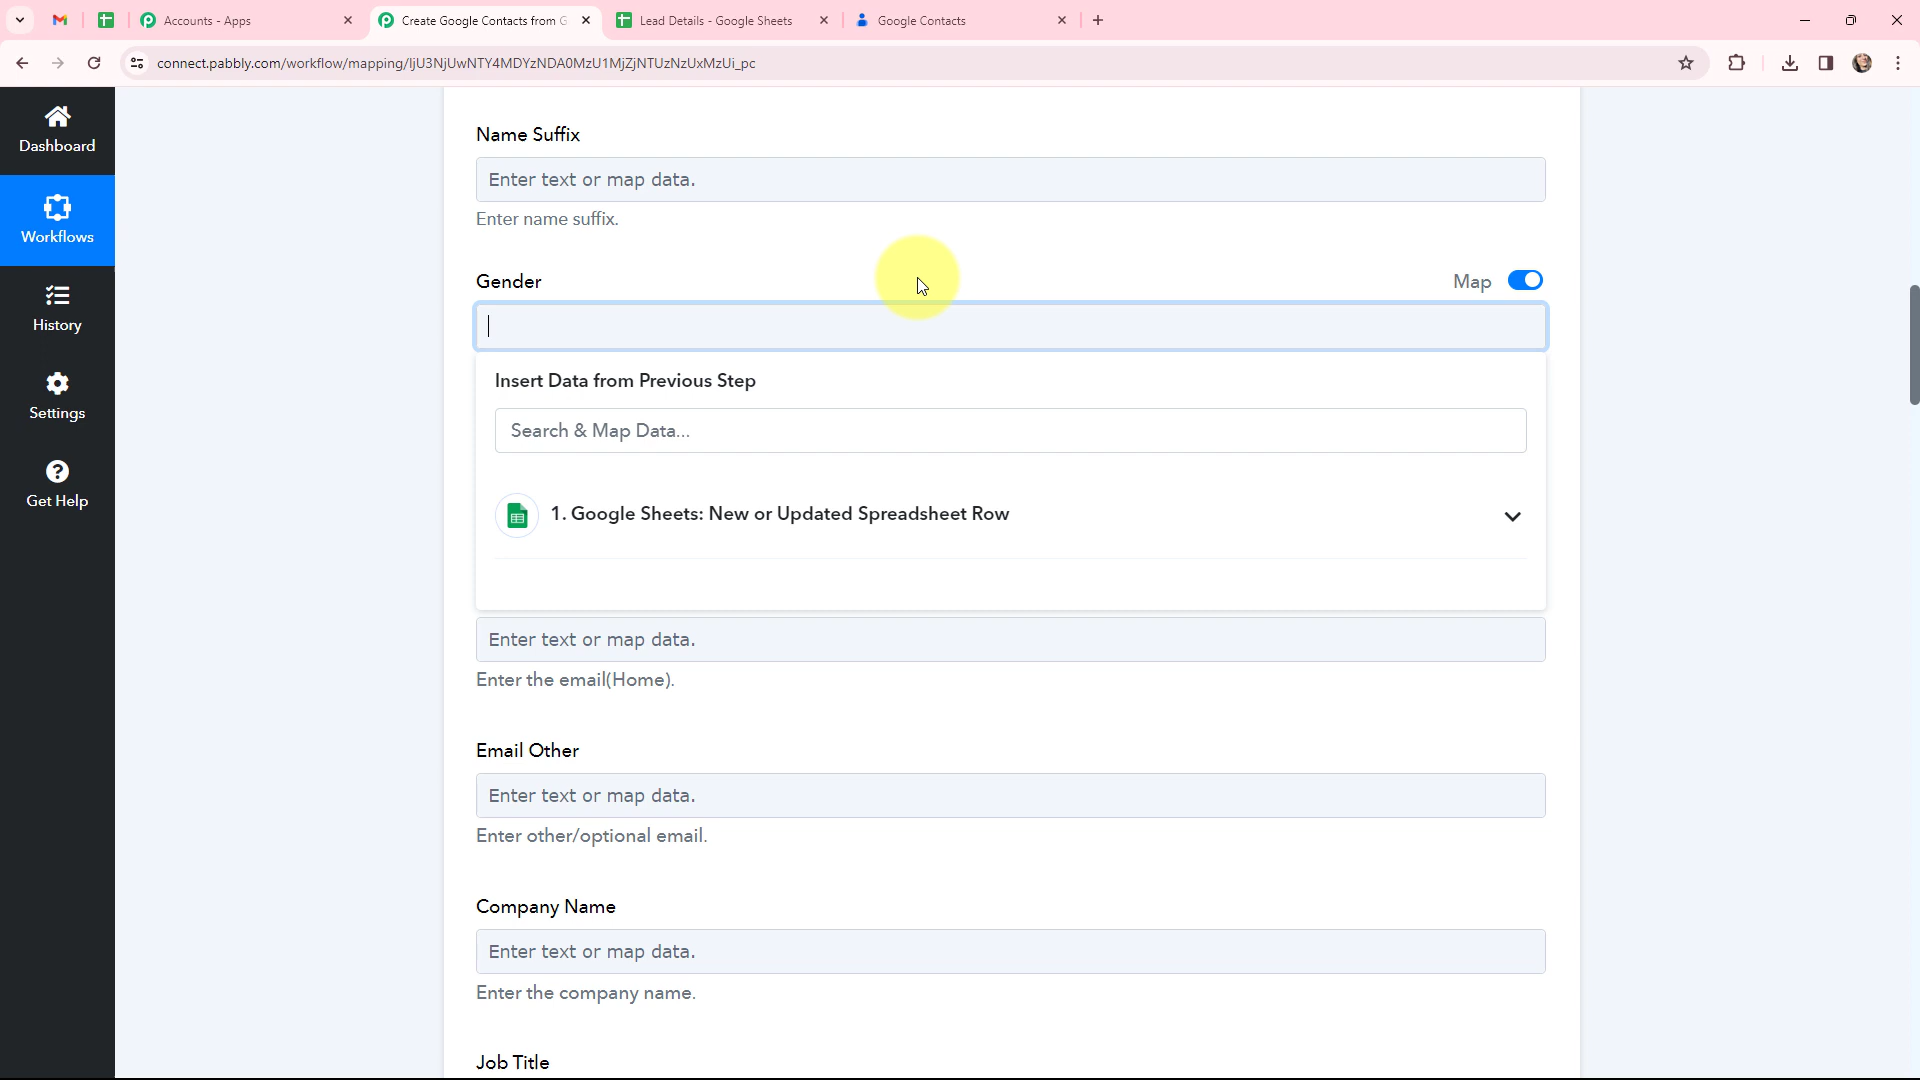 Accounts - Apps
Create Google Contacts from G
Lead Details - Google Sheets
Google Contacts
connect.pabbly.com/workflow/mapping/IjU3NjUwNTY4MDYzNDA0MzU1MjZjNTUzNzUxMzUi_pc
Dashboard
Workflows
History
Settings
Get Help
Name Suffix
Enter text or map data.
Enter name suffix.
Gender
Map
Insert Data from Previous Step
Search & Map Data...
1. Google Sheets: New or Updated Spreadsheet Row
Enter text or map data.
Enter the email(Home).
Email Other
Enter text or map data.
Enter other/optional email.
Company Name
Enter text or map data.
Enter the company name.
Job Title